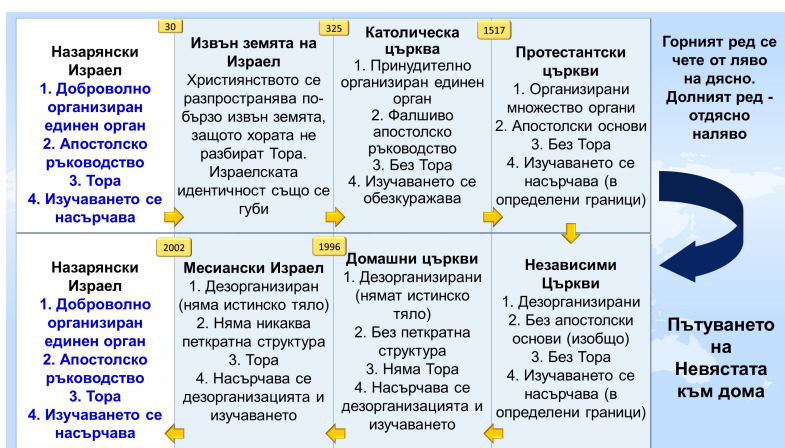 30
325
1517
Назарянски
Израел
1. Доброволно
организиран
единен орган
2. Апостолско
ръководство
3. Тора
4. Изучаването се
насърчава
Извън земята на
Израел
Християнството се
разпространява по-
бързо извън земята,
защото хората не
разбират Тора.
Израелската
идентичност също се
губи
Католическа
църква
1. Принудително
организиран единен
орган
2. Фалшиво
апостолско
ръководство
3. Без Тора
4. Изучаването се
обезкуражава
Протестантски
църкви
1. Организирани
множество органи
2. Апостолски основи
3. Без Тора
4. Изучаването се
насърчава (в
определени граници)
Горният ред се
чете от ляво
на дясно.
Долният ред -
отдясно
наляво
2002
1996
Назарянски
Израел
1. Доброволно
организиран
единен орган
2. Апостолско
ръководство
3. Тора
4. Изучаването се
насърчава
Месиански Израел
1. Дезорганизиран
(няма истинско тяло)
2. Няма никаква
петкратна структура
3. Тора
4. Насърчава се
дезорганизацията и
изучаването
Домашни църкви
1. Дезорганизирани
(нямат истинско
тяло)
2. Без петкратна
структура
3. Няма Тора
4. Насърчава се
дезорганизацията и
изучаването
Независими
Църкви
1. Дезорганизирани
2. Без апостолски
основи (изобщо)
3. Без Тора
4. Изучаването се
насърчава (в
определени граници)
Пътуването
на
Невястата
към дома